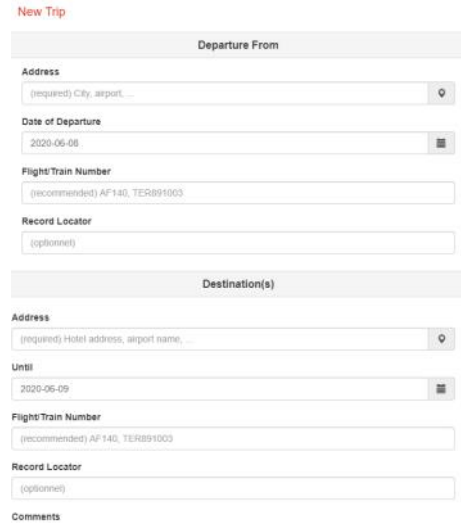 New Trip
Departure From
Address
(required) City, airport, ...
Date of Departure
2020-06-08
Flight/Train Number
(recommended) AF140, TER891003
Record Locator
(optionnel)
Destination(s)
Address
(required) Hotel address, airport name, ...
Until
2020-06-09
Flight/Train Number
(recommended) AF140, TER891003
Record Locator
(optionnel)
Comments